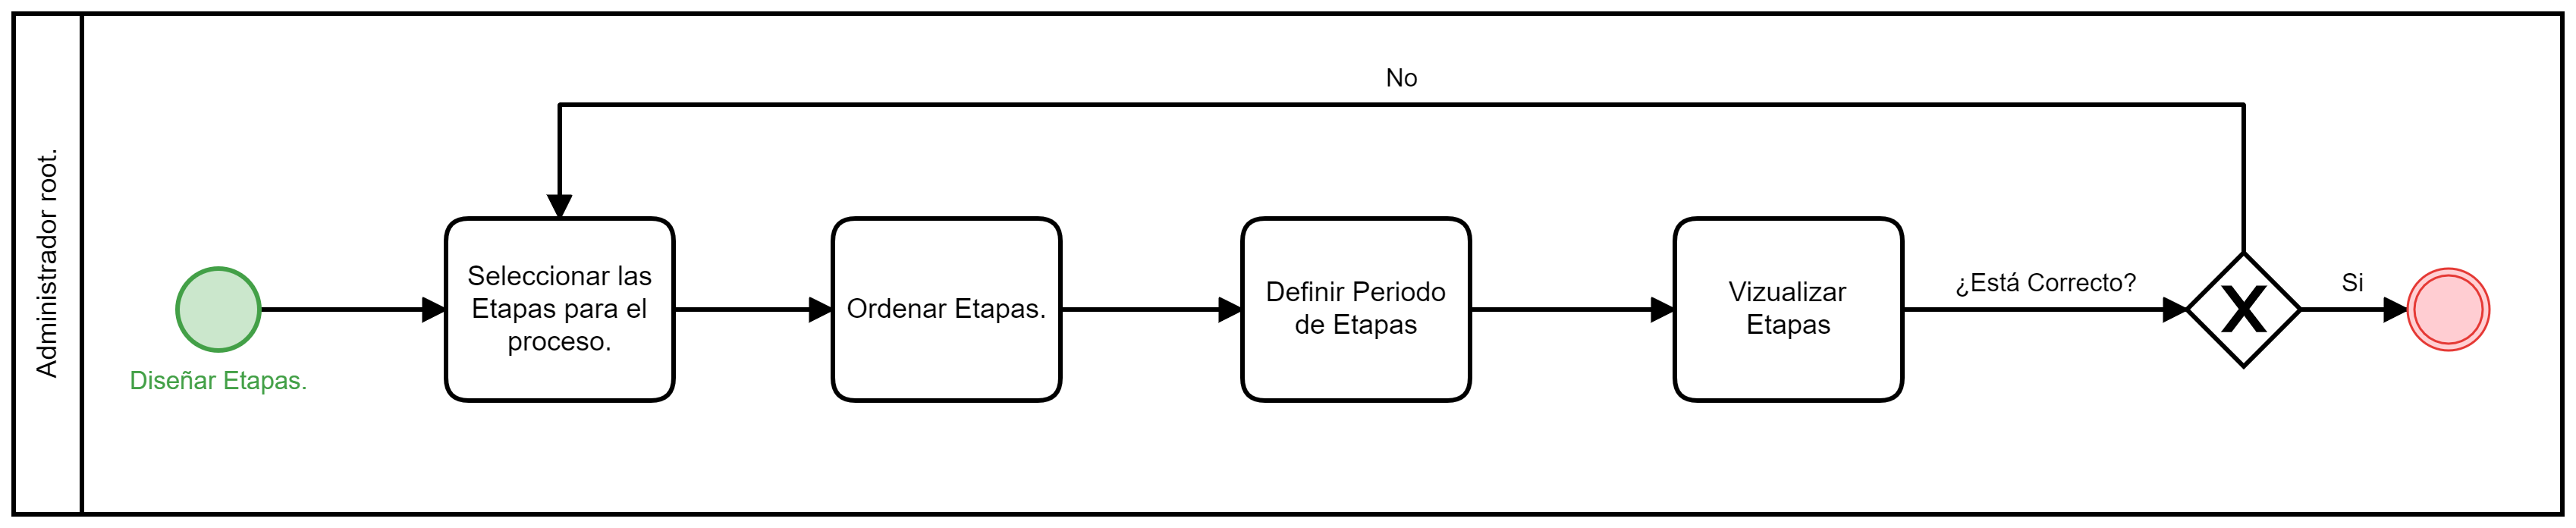 Administrador root.
No
Diseñar Etapas.
Seleccionar las
Etapas para el
proceso.
Ordenar Etapas.
Definir Periodo
de Etapas
Vizualizar
Etapas
¿Está Correcto?
X
Si